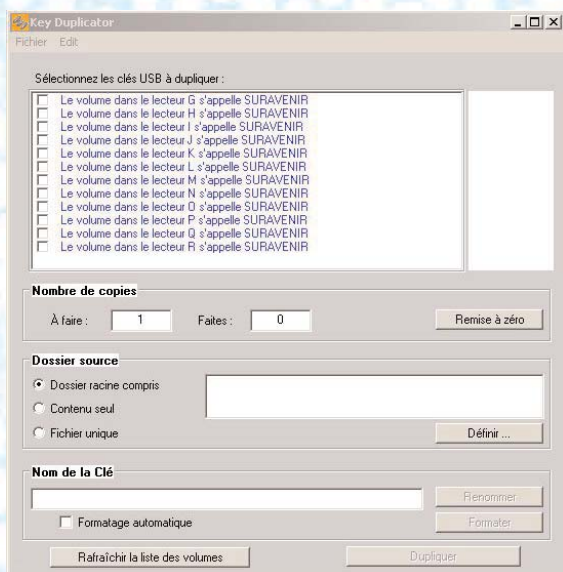 Key Duplicator
Fichier Edit
Sélectionnez les clés USB à dupliquer :
Le volume dans le lecteur G s'appelle SURAVENIR
Le volume dans le lecteur H s'appelle SURAVENIR
Le volume dans le lecteur I s'appelle SURAVENIR
Le volume dans le lecteur J s'appelle SURAVENIR
Le volume dans le lecteur K s'appelle SURAVENIR
Le volume dans le lecteur L s'appelle SURAVENIR
Le volume dans le lecteur M s'appelle SURAVENIR
Le volume dans le lecteur N s'appelle SURAVENIR
Le volume dans le lecteur O s'appelle SURAVENIR
Le volume dans le lecteur P s'appelle SURAVENIR
Le volume dans le lecteur Q s'appelle SURAVENIR
Le volume dans le lecteur R s'appelle SURAVENIR
Nombre de copies
À faire : 1 Faites : 0 Remise à zéro
Dossier source
Dossier racine compris
Contenu seul
Fichier unique
Définir ...
Nom de la Clé
Renommer
Formatage automatique
Formater
Rafraîchir la liste des volumes
Dupliquer